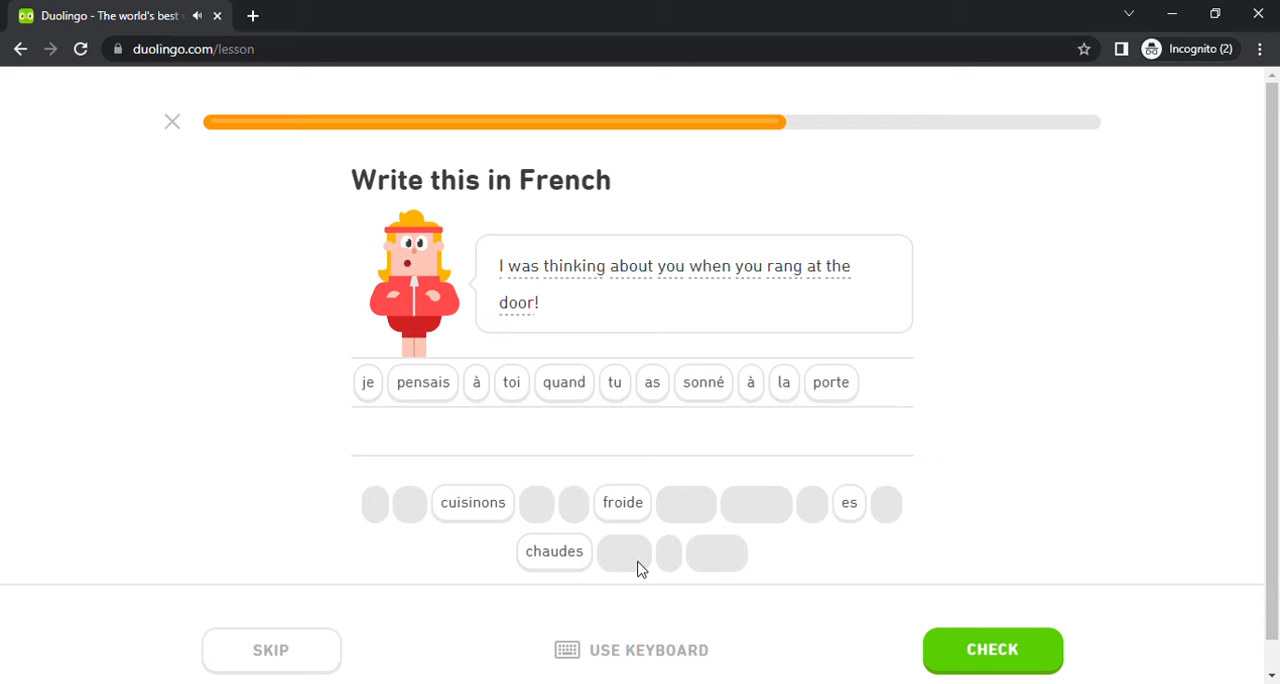 Duolingo - The world's best
duolingo.com/lesson
Incognito (2)
Write this in French
I was thinking about you when you rang at the
door!
je pensais à toi quand tu as sonné à la porte
cuisinons froide es
chaudes
SKIP USE KEYBOARD CHECK